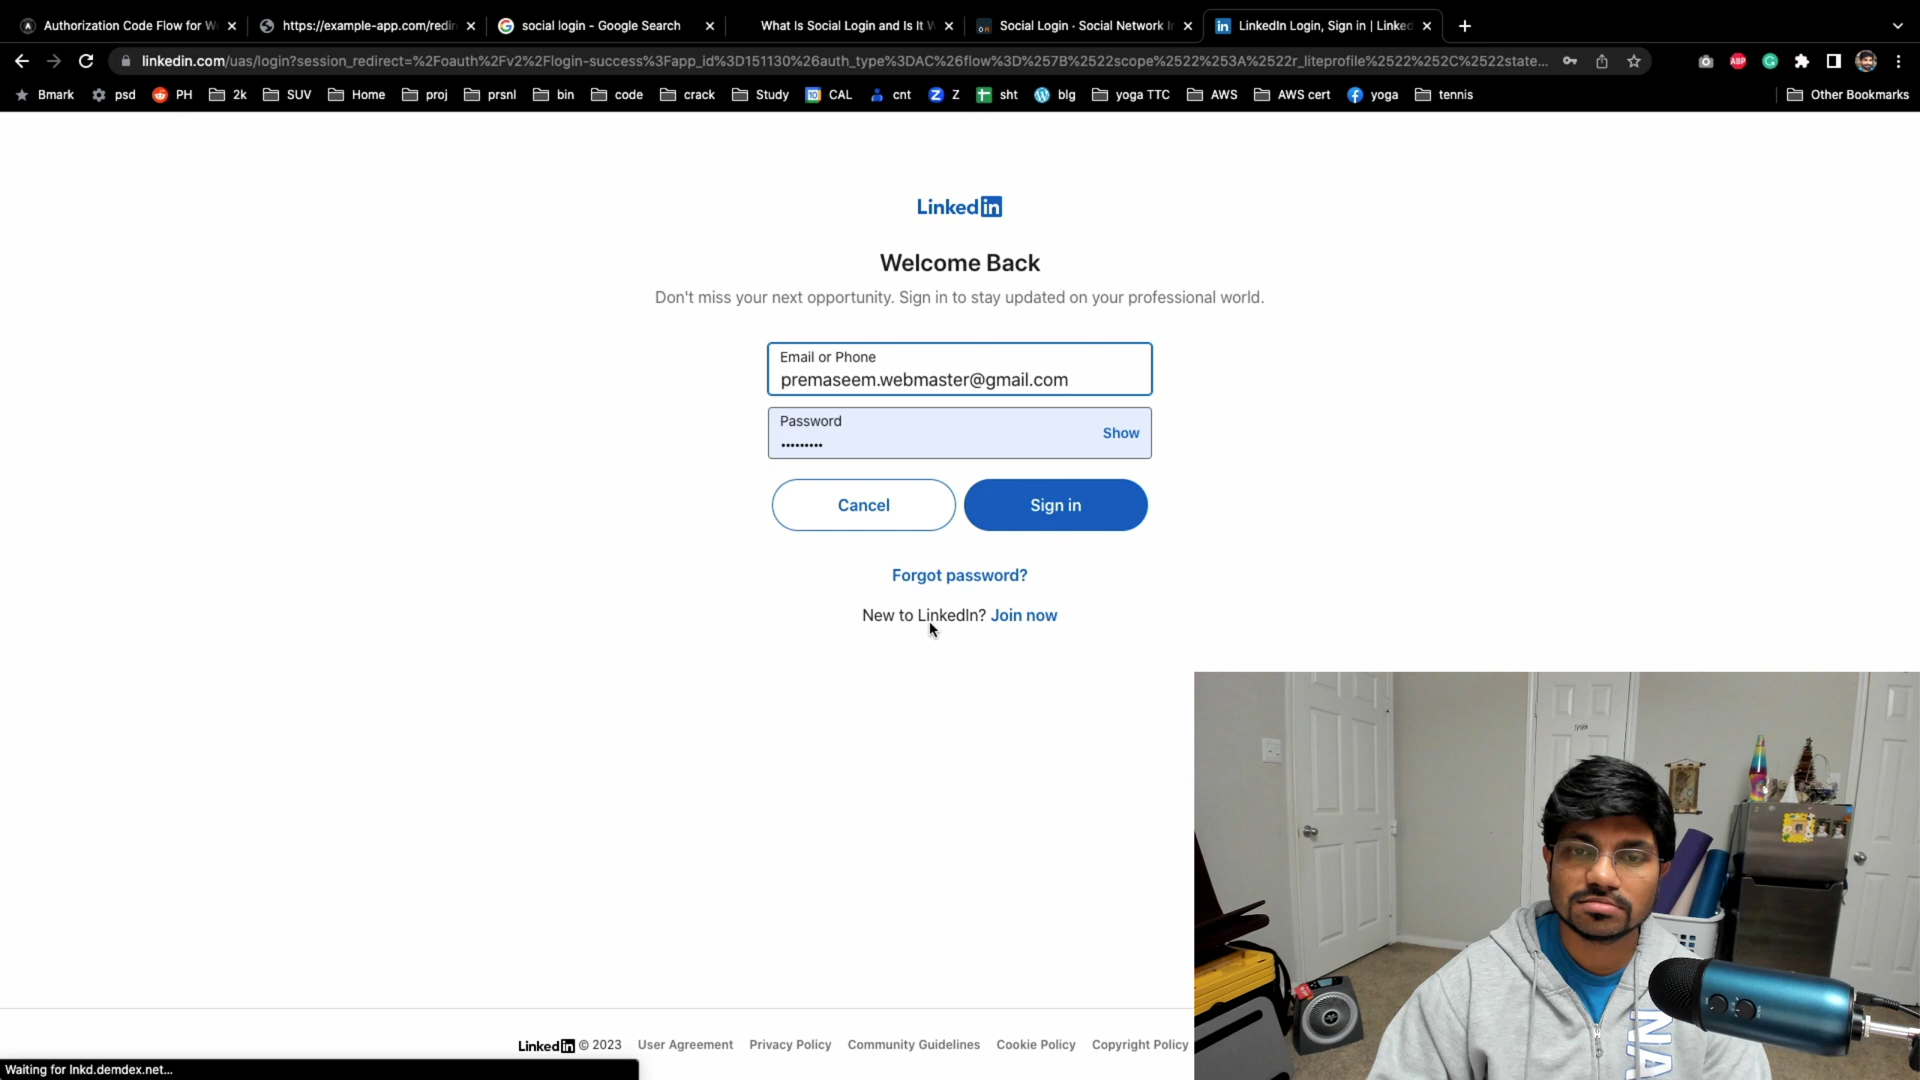 Authorization Code Flow for W
https://example-app.com/redir
social login - Google Search
What Is Social Login and Is It W
Social Login · Social Network I
LinkedIn Login, Sign in | Linked
linkedin.com/uas/login?session_redirect=%2Foauth%2Fv2%2Flogin-success%3Fapp_id%3D151130%26auth_type%3DAC%26flow%3D%257B%2522scope%2522%253A%2522r_liteprofile%2522%252C%2522state...
ABP
Bmark psd PH 2k SUV Home proj prsnl bin code crack Study CAL cnt Z sht blg yoga TTC AWS AWS cert yoga tennis Other Bookmarks
Linked in
Welcome Back
Don't miss your next opportunity. Sign in to stay updated on your professional world.
Email or Phone
premaseem.webmaster@gmail.com
Password
•••••••••
Show
Cancel Sign in
Forgot password?
New to LinkedIn? Join now
Linked in © 2023 User Agreement Privacy Policy Community Guidelines Cookie Policy Copyright Policy
Waiting for lnkd.demdex.net...